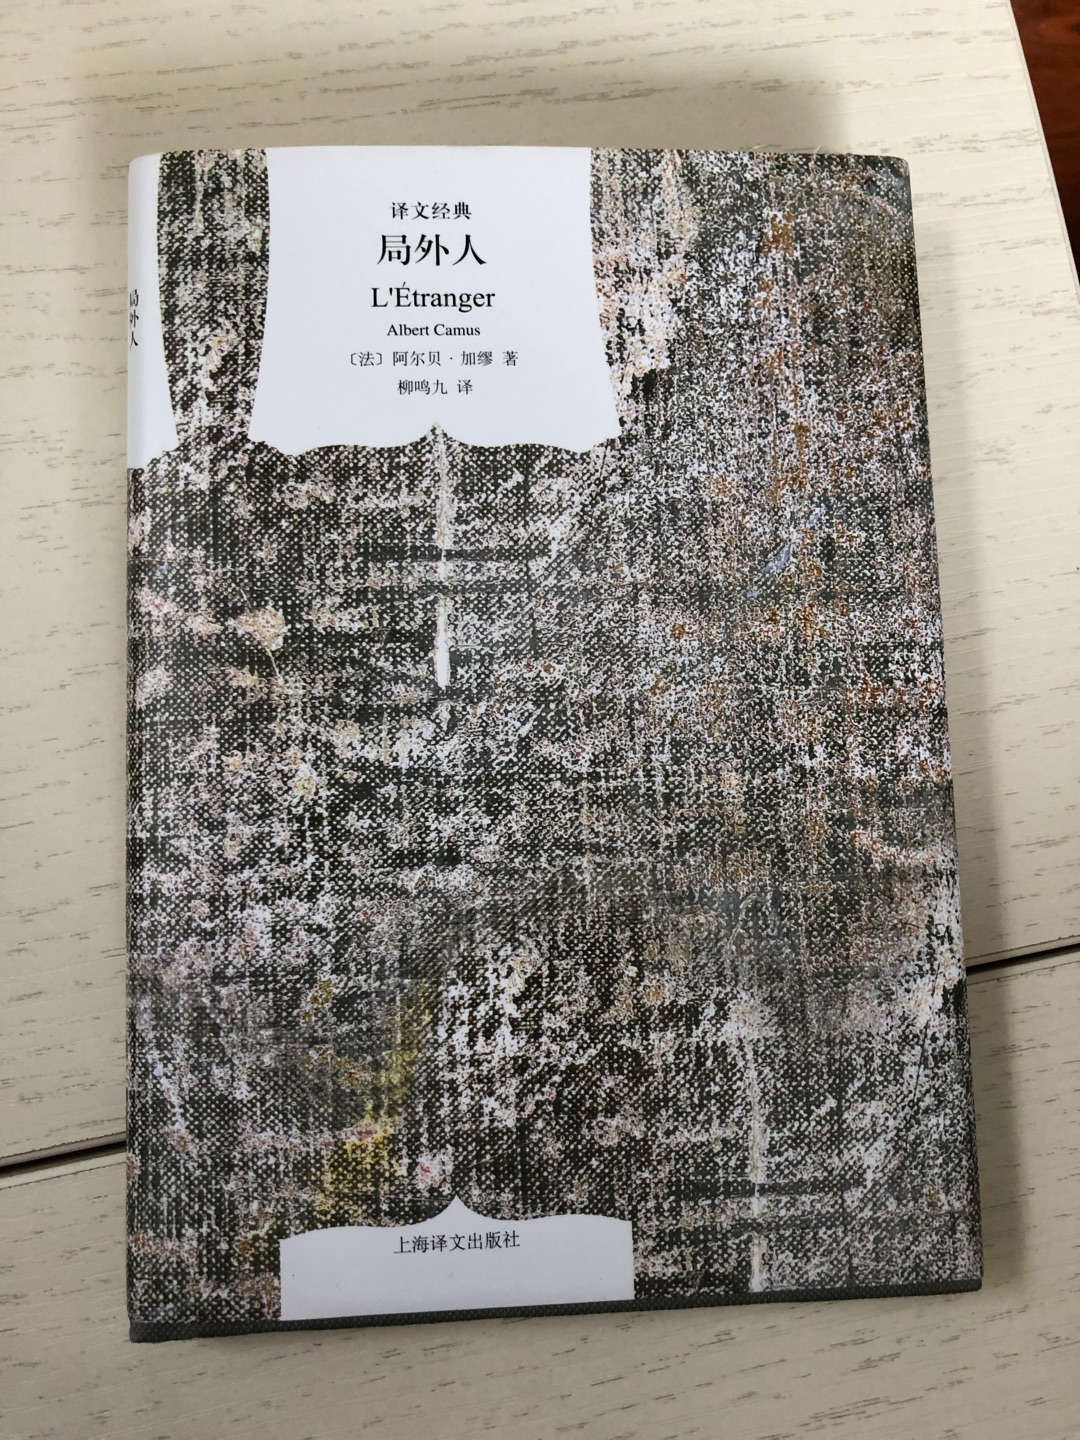 译文经典
局外人
L'Étranger
Albert Camus
〔法〕阿尔贝·加缪 著
柳鸣九 译
局外人
上海译文出版社